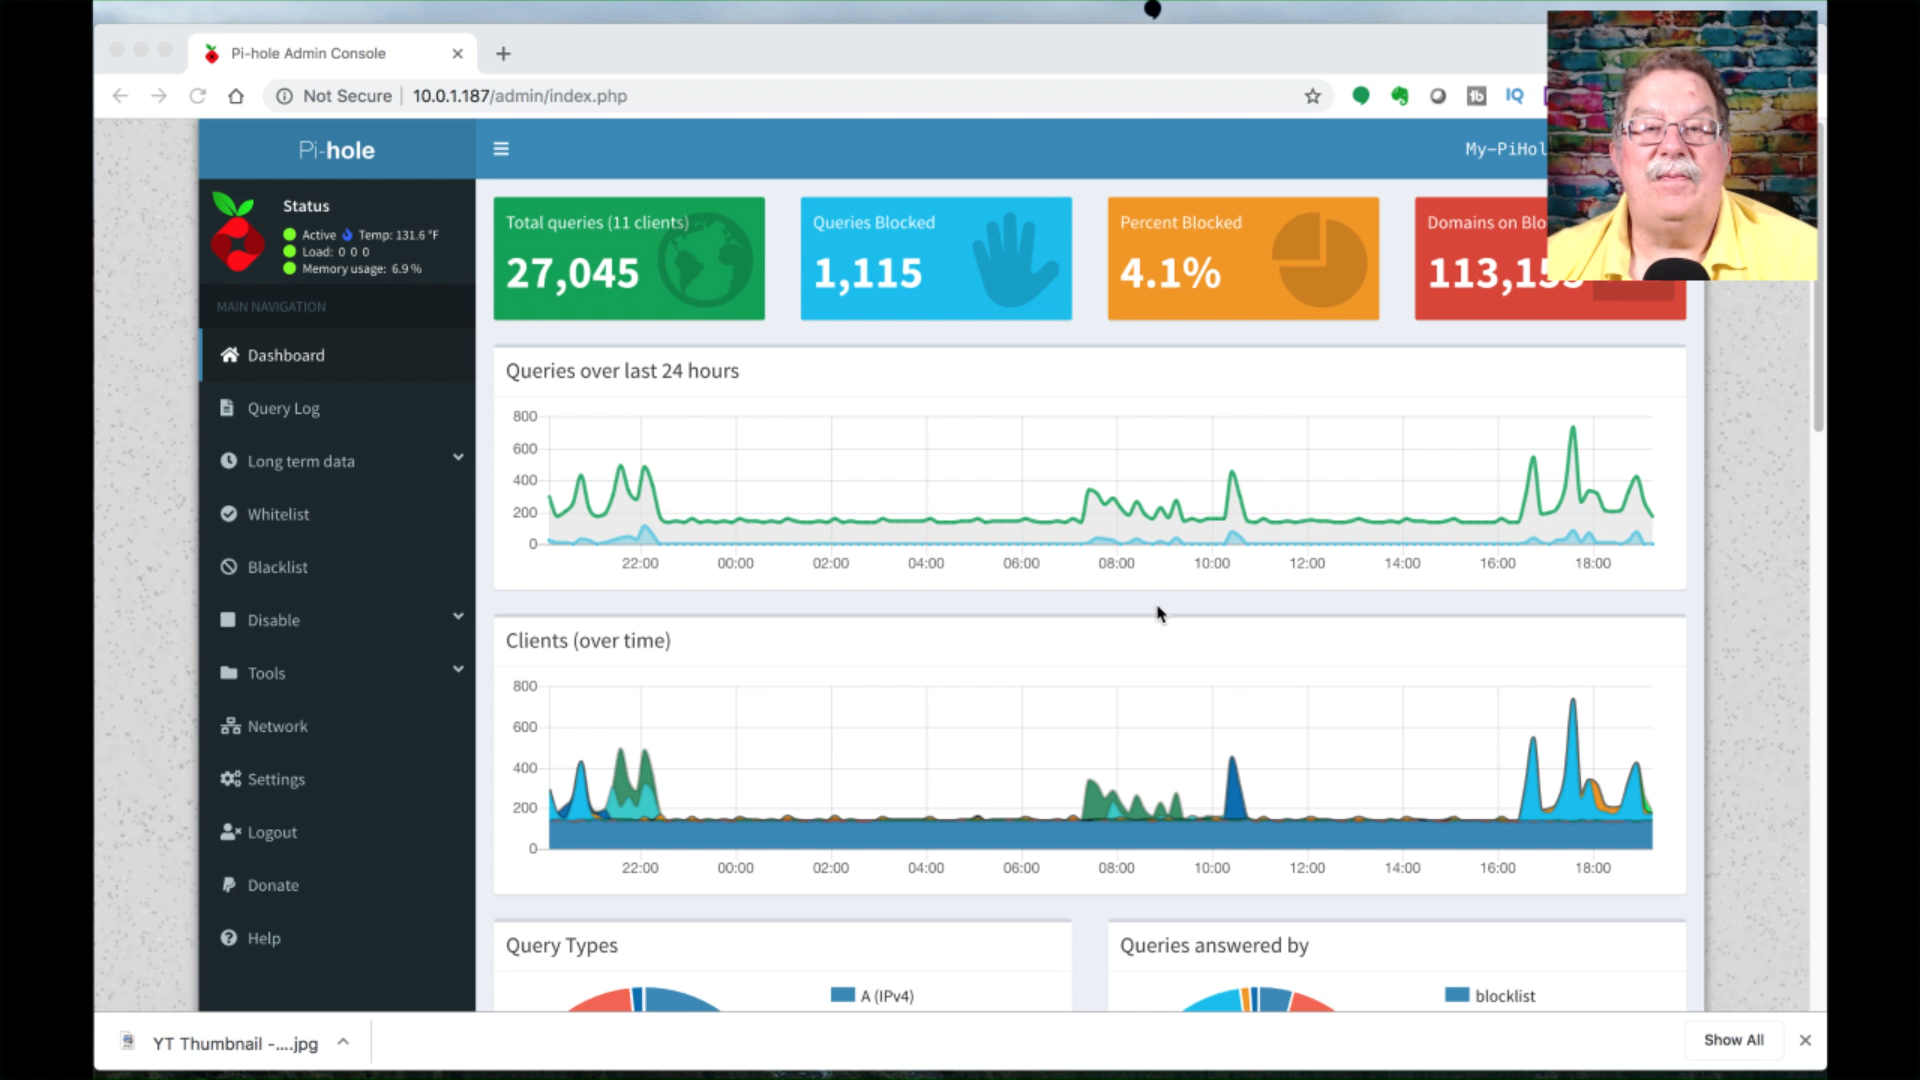 Pi-hole Admin Console
Not Secure 10.0.1.187/admin/index.php
IQ
Pi-hole
My-PiHol
Status
Active Temp: 131.6 °F
Load: 0 0 0
Memory usage: 6.9 %
MAIN NAVIGATION
Dashboard
Query Log
Long term data
Whitelist
Blacklist
Disable
Tools
Network
Settings
Logout
Donate
Help
Total queries (11 clients)
27,045
Queries Blocked
1,115
Percent Blocked
4.1%
Domains on Blo
Queries over last 24 hours
800
600
400
200
0
22:00 00:00 02:00 04:00 06:00 08:00 10:00 12:00 14:00 16:00 18:00
Clients (over time)
800
600
400
200
0
22:00 00:00 02:00 04:00 06:00 08:00 10:00 12:00 14:00 16:00 18:00
Query Types
A (IPv4)
Queries answered by
blocklist
YT Thumbnail -....jpg
Show All